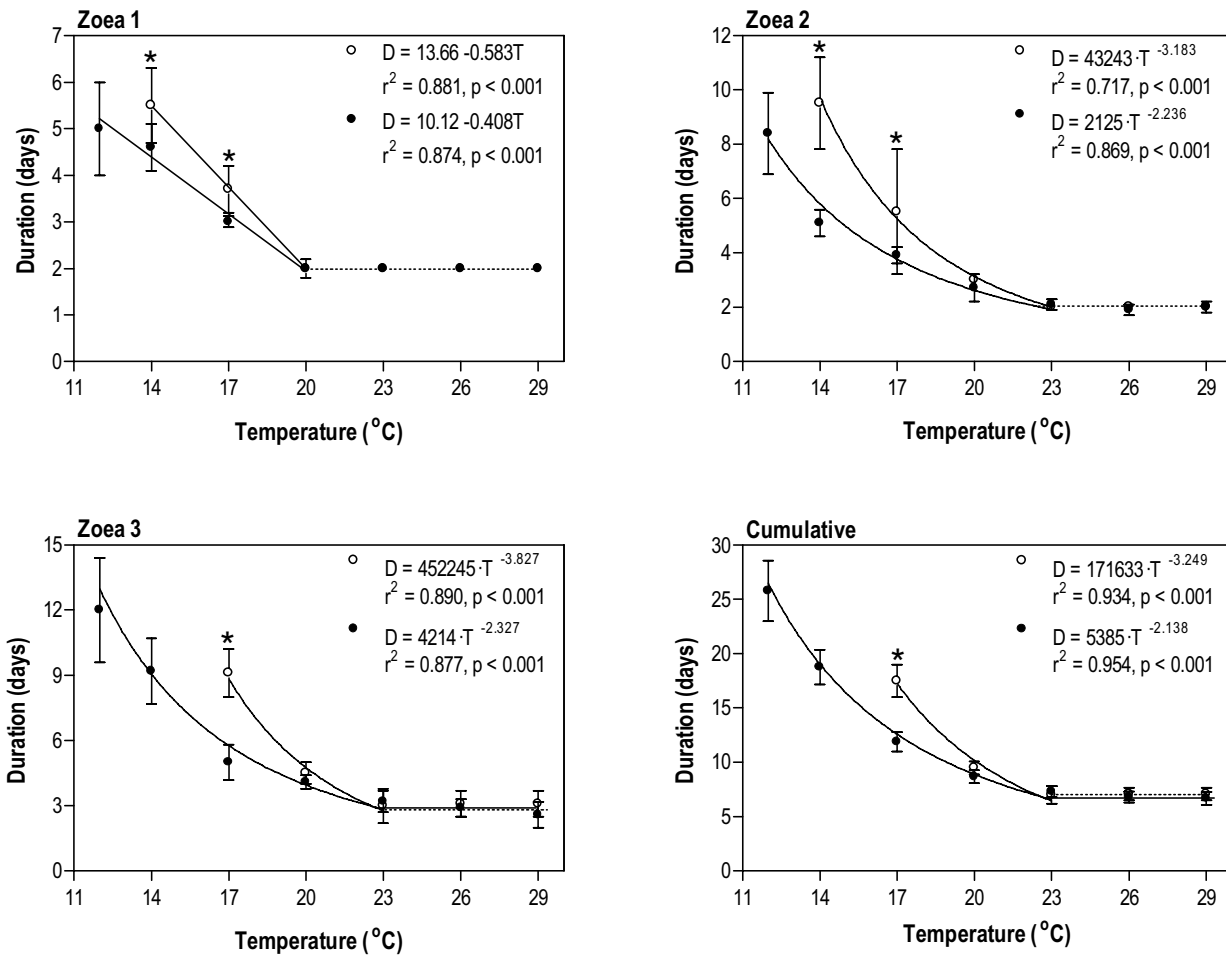 Zoea 1
7
6
5
4
3
2
1
0
Duration (days)
* *
D = 13.66 -0.583T
r² = 0.881, p < 0.001
D = 10.12 -0.408T
r² = 0.874, p < 0.001
11 14 17 20 23 26 29
Temperature (°C)
Zoea 2
12
10
8
6
4
2
0
Duration (days)
* *
D = 43243·T -3.183
r² = 0.717, p < 0.001
D = 2125·T -2.236
r² = 0.869, p < 0.001
11 14 17 20 23 26 29
Temperature (°C)
Zoea 3
15
12
9
6
3
0
Duration (days)
*
D = 452245·T -3.827
r² = 0.890, p < 0.001
D = 4214·T -2.327
r² = 0.877, p < 0.001
11 14 17 20 23 26 29
Temperature (°C)
Cumulative
30
25
20
15
10
5
0
Duration (days)
*
D = 171633·T -3.249
r² = 0.934, p < 0.001
D = 5385·T -2.138
r² = 0.954, p < 0.001
11 14 17 20 23 26 29
Temperature (°C)